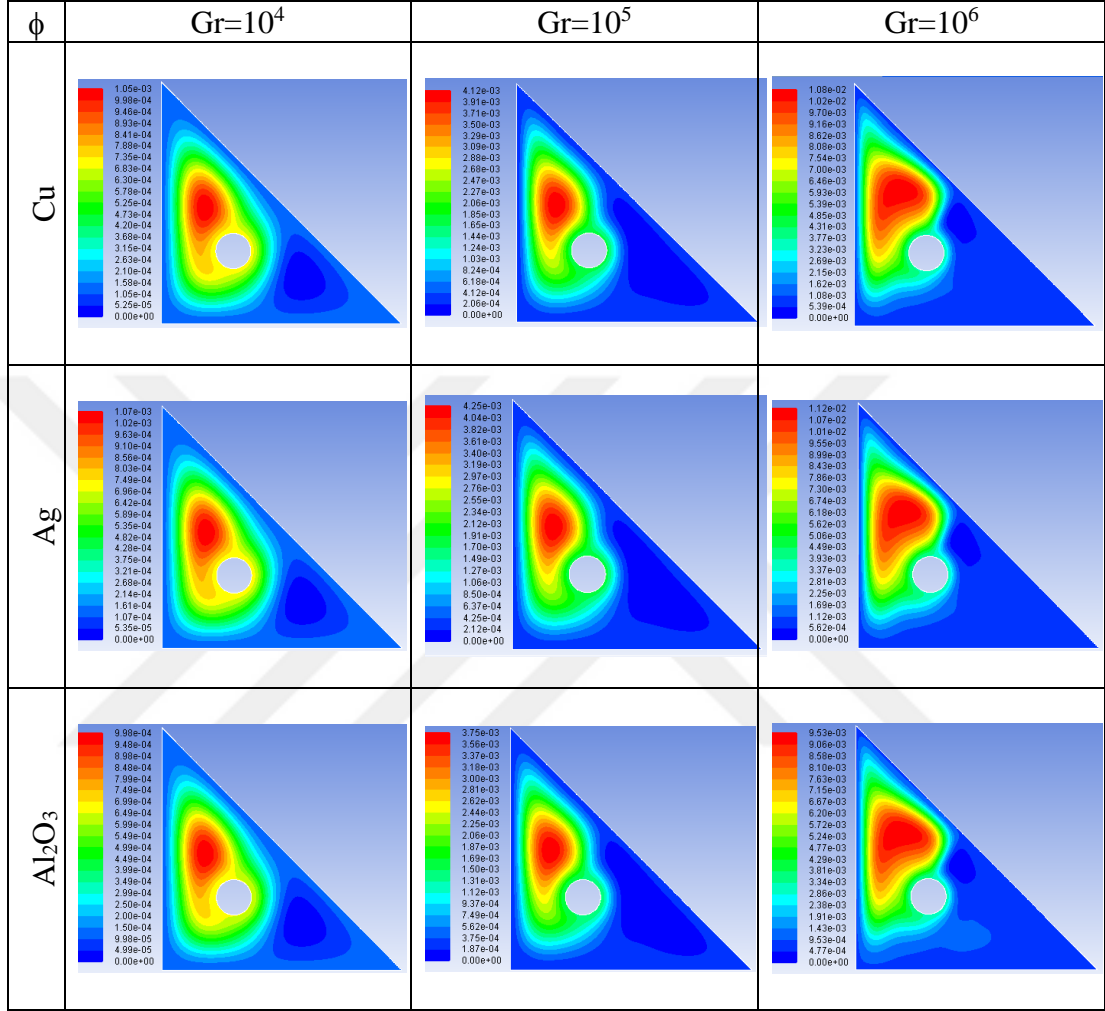 ϕ Gr=10⁴ Gr=10⁵ Gr=10⁶
Cu
1.05e-03
9.98e-04
9.46e-04
8.93e-04
8.41e-04
7.88e-04
7.35e-04
6.83e-04
6.30e-04
5.78e-04
5.25e-04
4.73e-04
4.20e-04
3.68e-04
3.15e-04
2.63e-04
2.10e-04
1.58e-04
1.05e-04
5.25e-05
0.00e+00
4.12e-03
3.91e-03
3.71e-03
3.50e-03
3.29e-03
3.09e-03
2.88e-03
2.68e-03
2.47e-03
2.27e-03
2.06e-03
1.85e-03
1.65e-03
1.44e-03
1.24e-03
1.03e-03
8.24e-04
6.18e-04
4.12e-04
2.06e-04
0.00e+00
1.08e-02
1.02e-02
9.70e-03
9.16e-03
8.62e-03
8.08e-03
7.54e-03
7.00e-03
6.46e-03
5.93e-03
5.39e-03
4.85e-03
4.31e-03
3.77e-03
3.23e-03
2.69e-03
2.15e-03
1.62e-03
1.08e-03
5.39e-04
0.00e+00
Ag
1.07e-03
1.02e-03
9.63e-04
9.10e-04
8.56e-04
8.03e-04
7.49e-04
6.96e-04
6.42e-04
5.89e-04
5.35e-04
4.82e-04
4.28e-04
3.75e-04
3.21e-04
2.68e-04
2.14e-04
1.61e-04
1.07e-04
5.35e-05
0.00e+00
4.25e-03
4.04e-03
3.82e-03
3.61e-03
3.40e-03
3.19e-03
2.97e-03
2.76e-03
2.55e-03
2.34e-03
2.12e-03
1.91e-03
1.70e-03
1.49e-03
1.27e-03
1.06e-03
8.50e-04
6.37e-04
4.25e-04
2.12e-04
0.00e+00
1.12e-02
1.07e-02
1.01e-02
9.55e-03
8.99e-03
8.43e-03
7.86e-03
7.30e-03
6.74e-03
6.18e-03
5.62e-03
5.06e-03
4.49e-03
3.93e-03
3.37e-03
2.81e-03
2.25e-03
1.69e-03
1.12e-03
5.62e-04
0.00e+00
Al₂O₃
9.98e-04
9.48e-04
8.98e-04
8.48e-04
7.99e-04
7.49e-04
6.99e-04
6.49e-04
5.99e-04
5.49e-04
4.99e-04
4.49e-04
3.99e-04
3.49e-04
2.99e-04
2.50e-04
2.00e-04
1.50e-04
9.98e-05
4.99e-05
0.00e+00
3.75e-03
3.56e-03
3.37e-03
3.18e-03
3.00e-03
2.81e-03
2.62e-03
2.44e-03
2.25e-03
2.06e-03
1.87e-03
1.69e-03
1.50e-03
1.31e-03
1.12e-03
9.37e-04
7.49e-04
5.62e-04
3.75e-04
1.87e-04
0.00e+00
9.53e-03
9.06e-03
8.58e-03
8.10e-03
7.63e-03
7.15e-03
6.67e-03
6.20e-03
5.72e-03
5.24e-03
4.77e-03
4.29e-03
3.81e-03
3.34e-03
2.86e-03
2.38e-03
1.91e-03
1.43e-03
9.53e-04
4.77e-04
0.00e+00